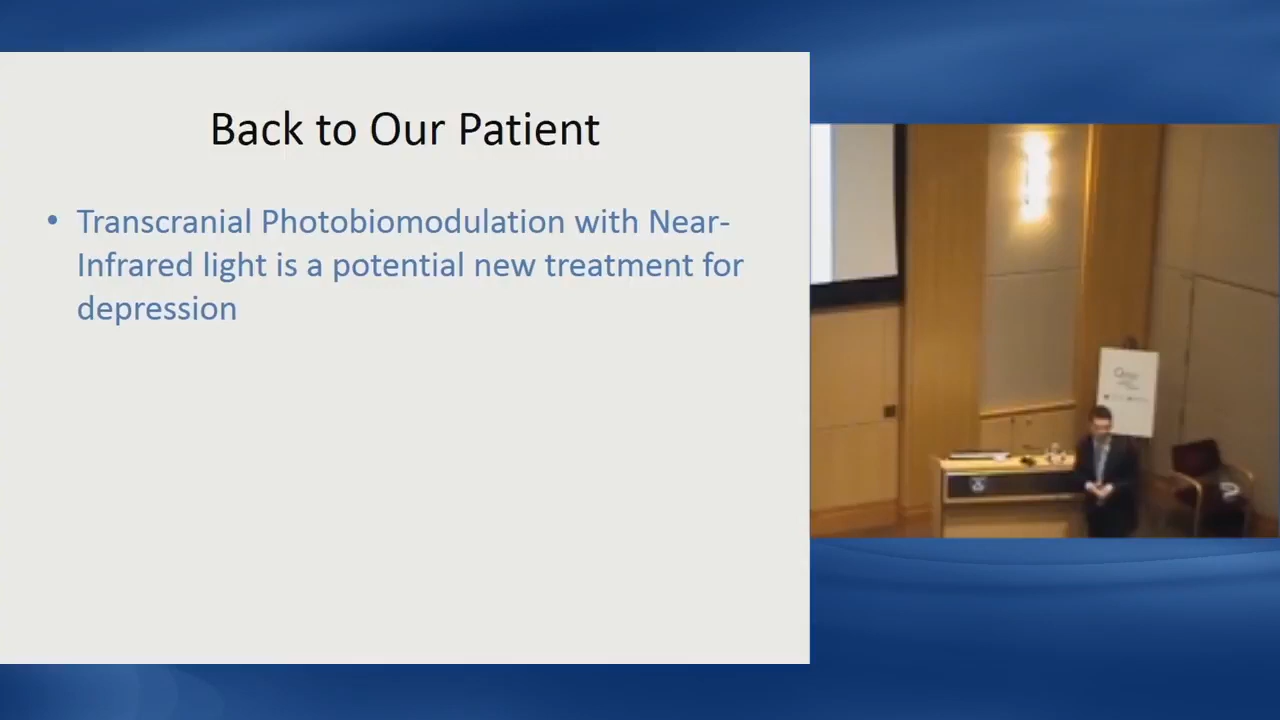 Back to Our Patient
• Transcranial Photobiomodulation with Near-
Infrared light is a potential new treatment for
depression